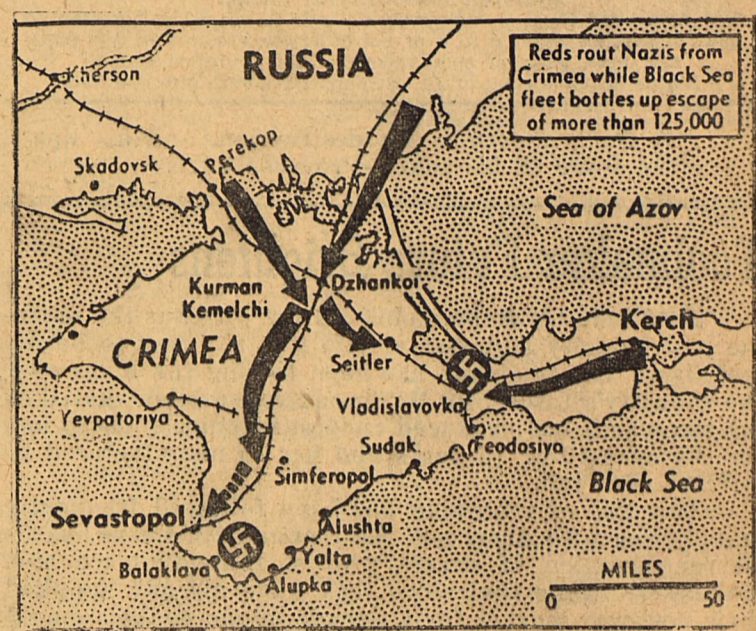 RUSSIA
Reds rout Nazis from
Crimea while Black Sea
fleet bottles up escape
of more than 125,000
Kherson
Perekop
Skadovsk
Sea of Azov
Kurman
Kemelchi
Dzhankoi
Kerch
CRIMEA
Seitler
Vladislavovka
Yevpatoriya
Sudak
Feodosiya
Simferopol
Black Sea
Sevastopol
Alushta
Yalta
Balaklava
Alupka
MILES
0 50